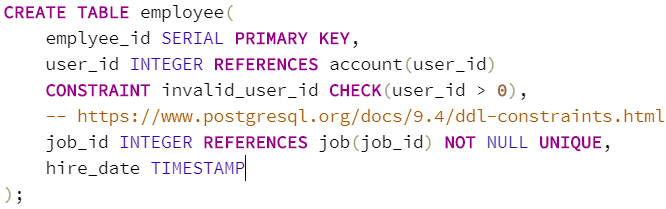 CREATE TABLE employee(
emplyee_id SERIAL PRIMARY KEY,
user_id INTEGER REFERENCES account(user_id)
CONSTRAINT invalid_user_id CHECK(user_id > 0),
-- https://www.postgresql.org/docs/9.4/ddl-constraints.html
job_id INTEGER REFERENCES job(job_id) NOT NULL UNIQUE,
hire_date TIMESTAMP
);